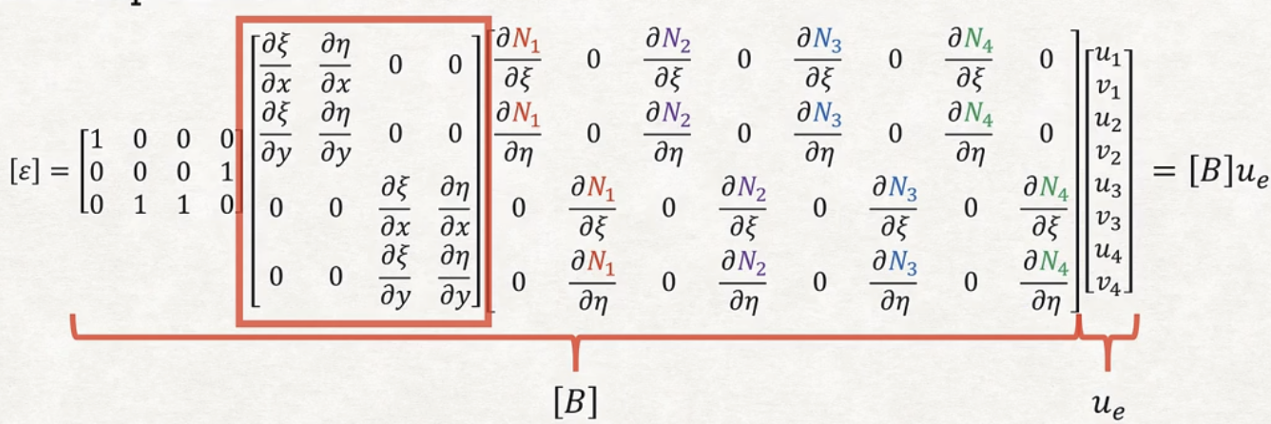 [ε] = [1 0 0 0; 0 0 0 1; 0 1 1 0] [∂ξ/∂x ∂η/∂x 0 0; ∂ξ/∂y ∂η/∂y 0 0; 0 0 ∂ξ/∂x ∂η/∂x; 0 0 ∂ξ/∂y ∂η/∂y] [∂N₁/∂ξ 0 ∂N₂/∂ξ 0 ∂N₃/∂ξ 0 ∂N₄/∂ξ 0; ∂N₁/∂η 0 ∂N₂/∂η 0 ∂N₃/∂η 0 ∂N₄/∂η 0; 0 ∂N₁/∂ξ 0 ∂N₂/∂ξ 0 ∂N₃/∂ξ 0 ∂N₄/∂ξ; 0 ∂N₁/∂η 0 ∂N₂/∂η 0 ∂N₃/∂η 0 ∂N₄/∂η] [u₁; v₁; u₂; v₂; u₃; v₃; u₄; v₄] = [B]uₑ
[B] uₑ